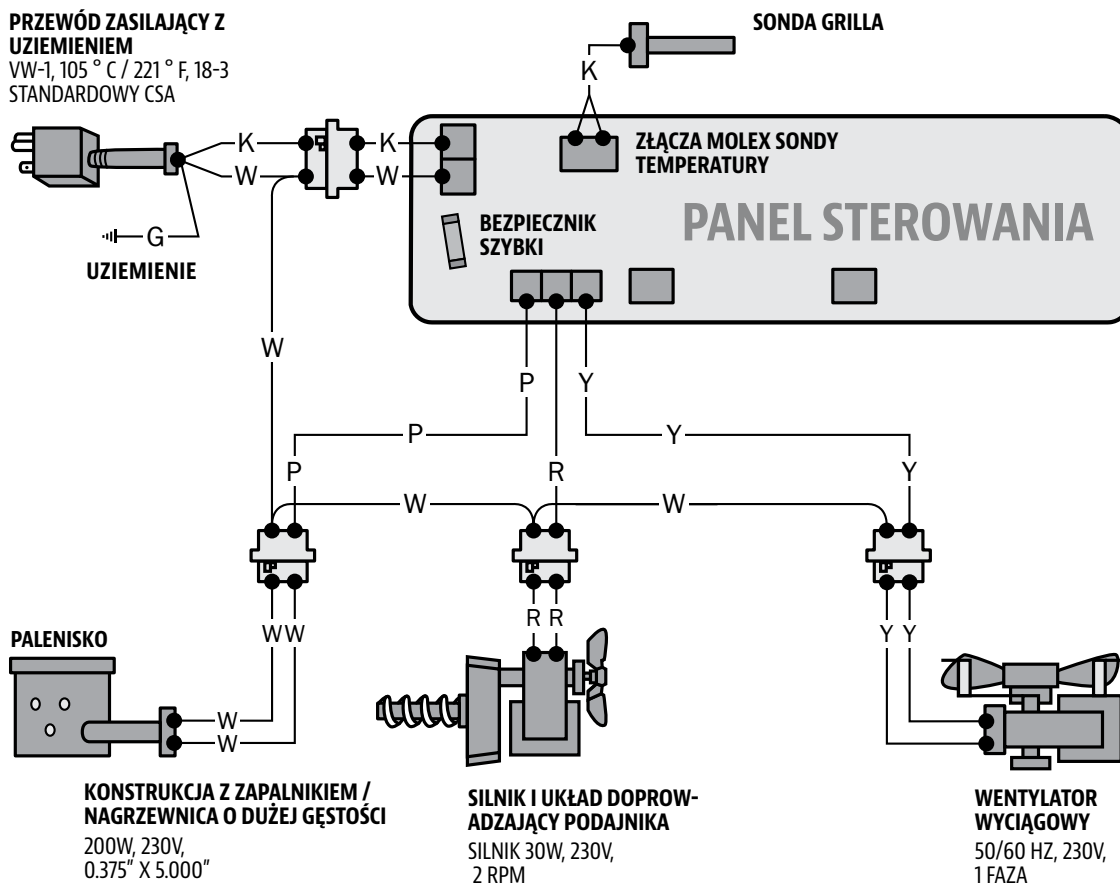 PRZEWÓD ZASILAJĄCY Z
UZIEMIENIEM
VW-1, 105 ° C / 221 ° F, 18-3
STANDARDOWY CSA
SONDA GRILLA
K
ZŁĄCZA MOLEX SONDY
TEMPERATURY
K
K
W
W
PANEL STEROWANIA
BEZPIECZNIK
SZYBKI
G
UZIEMIENIE
W
P
Y
P
Y
P
R
Y
W
W
R R
W W
Y Y
PALENISKO
W
W
KONSTRUKCJA Z ZAPALNIKIEM /
NAGRZEWNICA O DUŻEJ GĘSTOŚCI
200W, 230V,
0.375" X 5.000"
SILNIK I UKŁAD DOPROW-
ADZAJĄCY PODAJNIKA
SILNIK 30W, 230V,
2 RPM
WENTYLATOR
WYCIĄGOWY
50/60 HZ, 230V,
1 FAZA